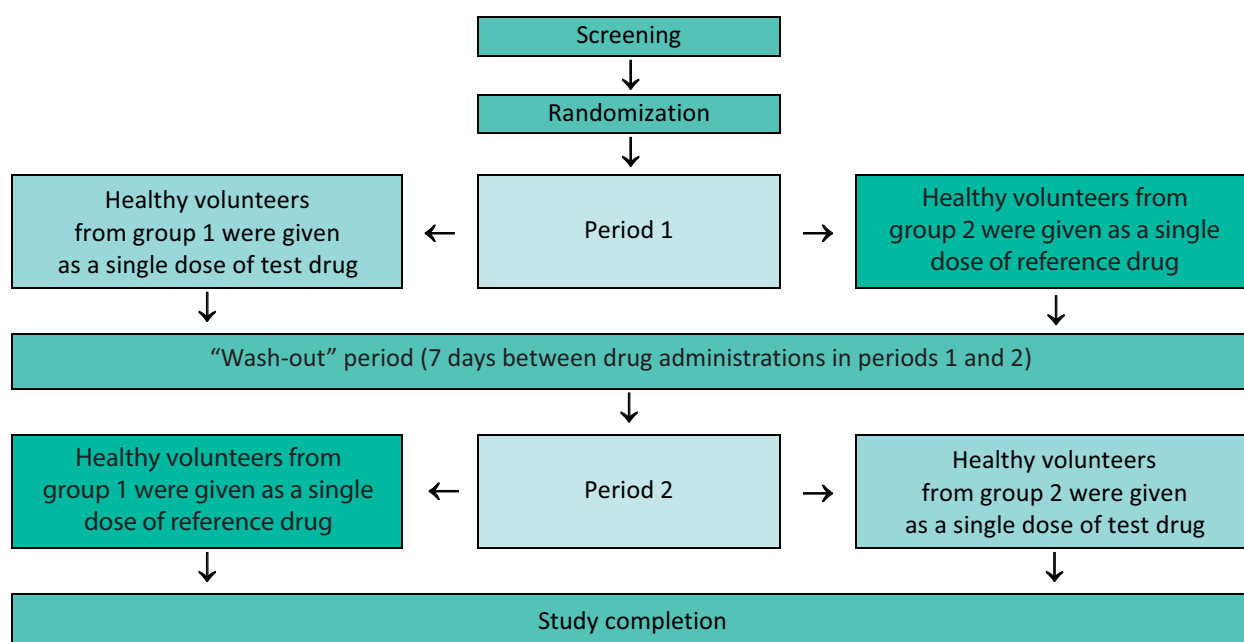 Screening
Randomization
Healthy volunteers
from group 1 were given
as a single dose of test drug
Period 1
Healthy volunteers from
group 2 were given as a single
dose of reference drug
“Wash-out” period (7 days between drug administrations in periods 1 and 2)
Healthy volunteers from
group 1 were given as a single
dose of reference drug
Period 2
Healthy volunteers
from group 2 were given
as a single dose of test drug
Study completion